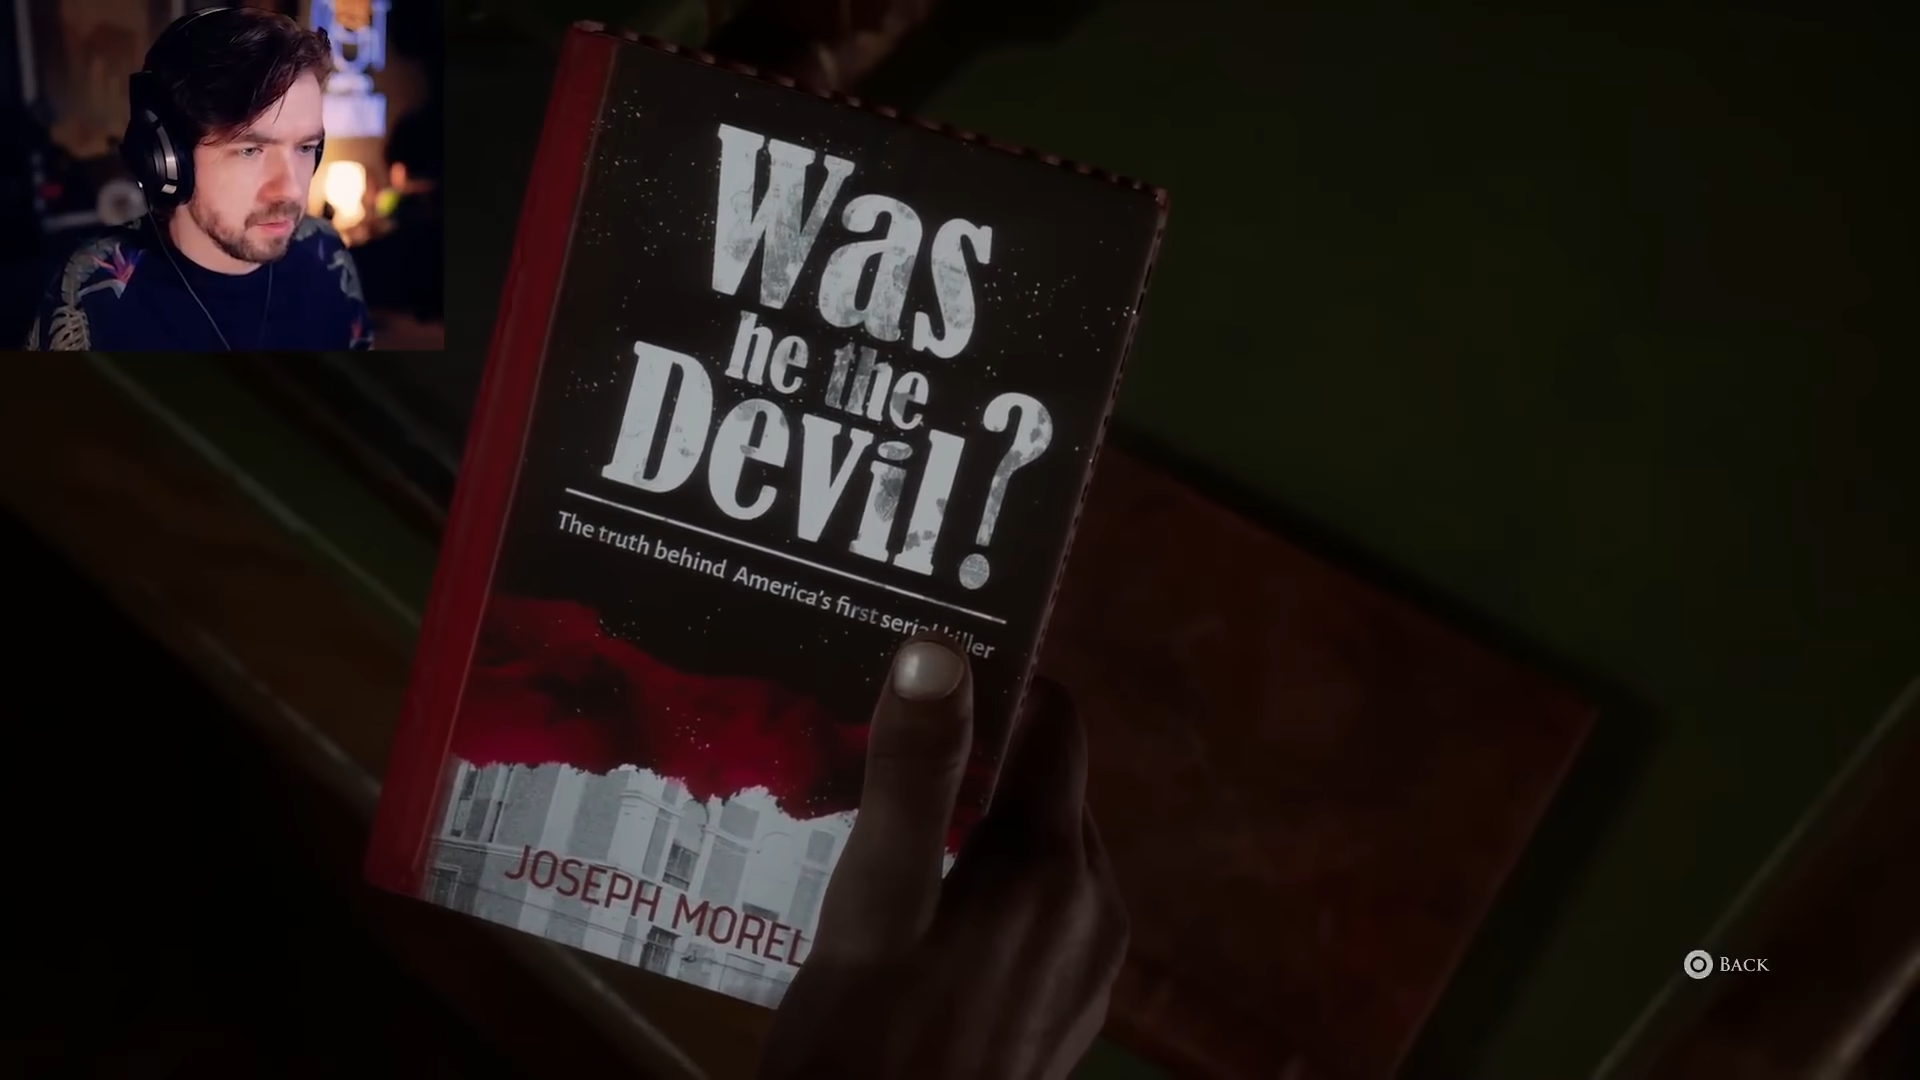 Was
he the
Devil?
The truth behind America's first serial killer
JOSEPH MOREL
BACK